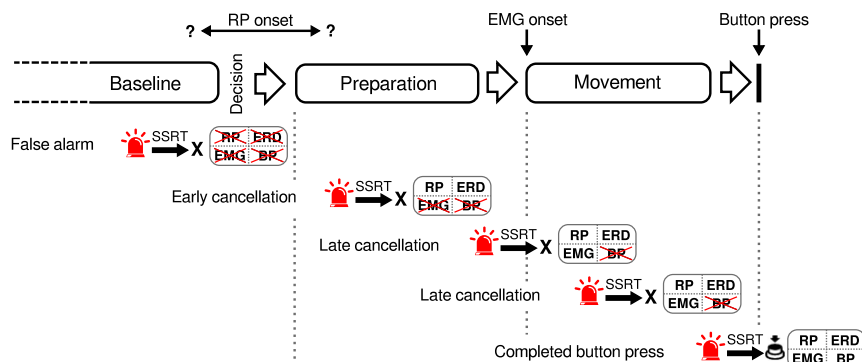 ? RP onset ?
EMG onset
Button press
Baseline
Decision
Preparation
Movement
False alarm
SSRT
X
RP ERD
EMG BP
Early cancellation
SSRT
X
RP ERD
EMG BP
Late cancellation
SSRT
X
RP ERD
EMG BP
Late cancellation
SSRT
X
RP ERD
EMG BP
Completed button press
SSRT
RP ERD
EMG BP